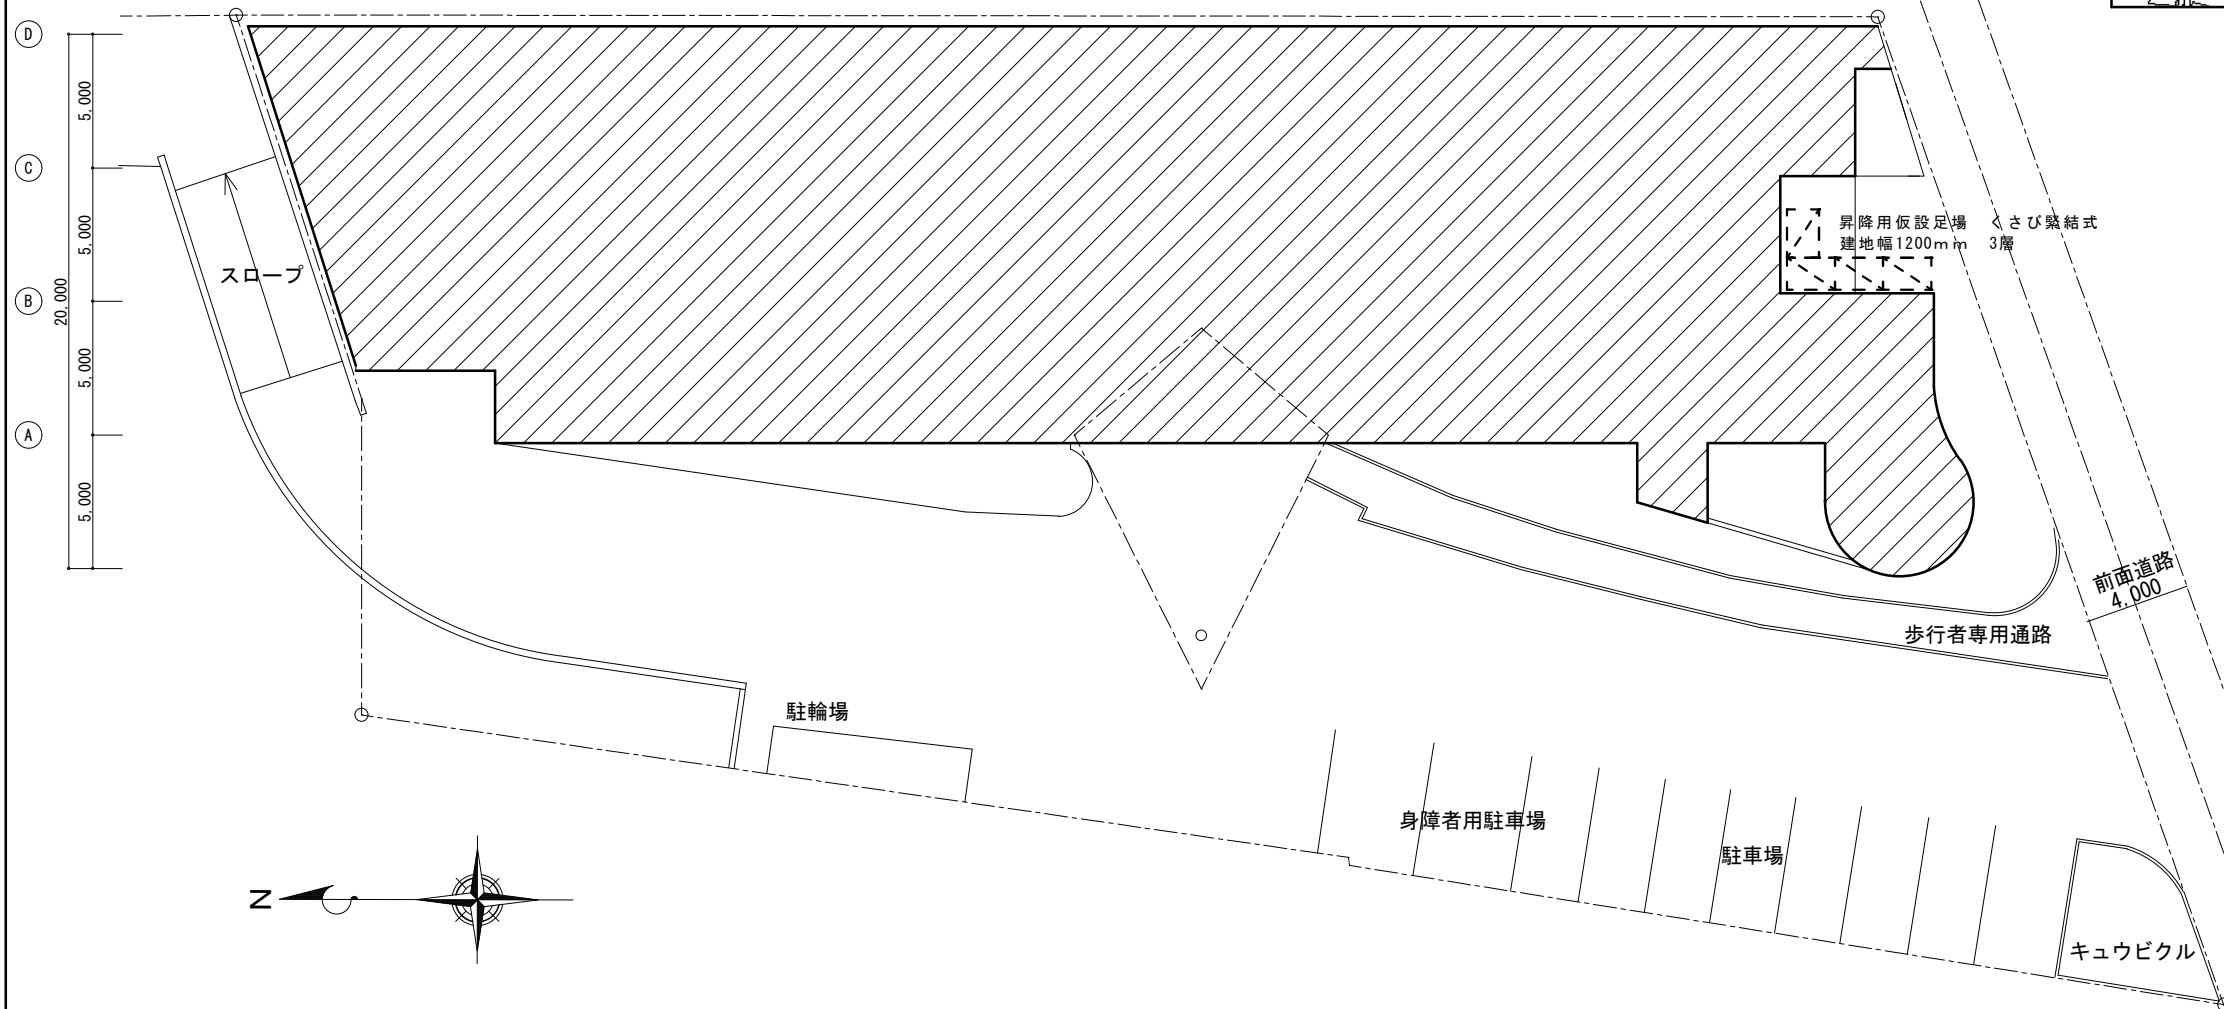 D
5,000
C
昇降用仮設足場 くさび緊結式
建地幅1200mm 3層
5,000
スロープ
B
20,000
5,000
A
5,000
前面道路
4,000
歩行者専用通路
駐輪場
身障者用駐車場
駐車場
N
キュウビクル